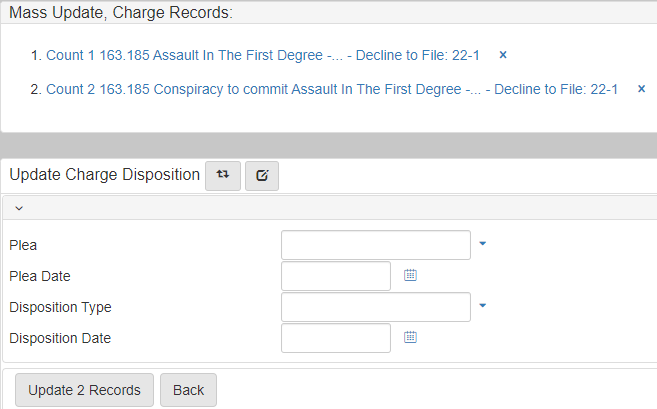 Mass Update, Charge Records:
1. Count 1 163.185 Assault In The First Degree -... - Decline to File: 22-1 ×
2. Count 2 163.185 Conspiracy to commit Assault In The First Degree -... - Decline to File: 22-1 ×
Update Charge Disposition
Plea
Plea Date
Disposition Type
Disposition Date
Update 2 Records Back